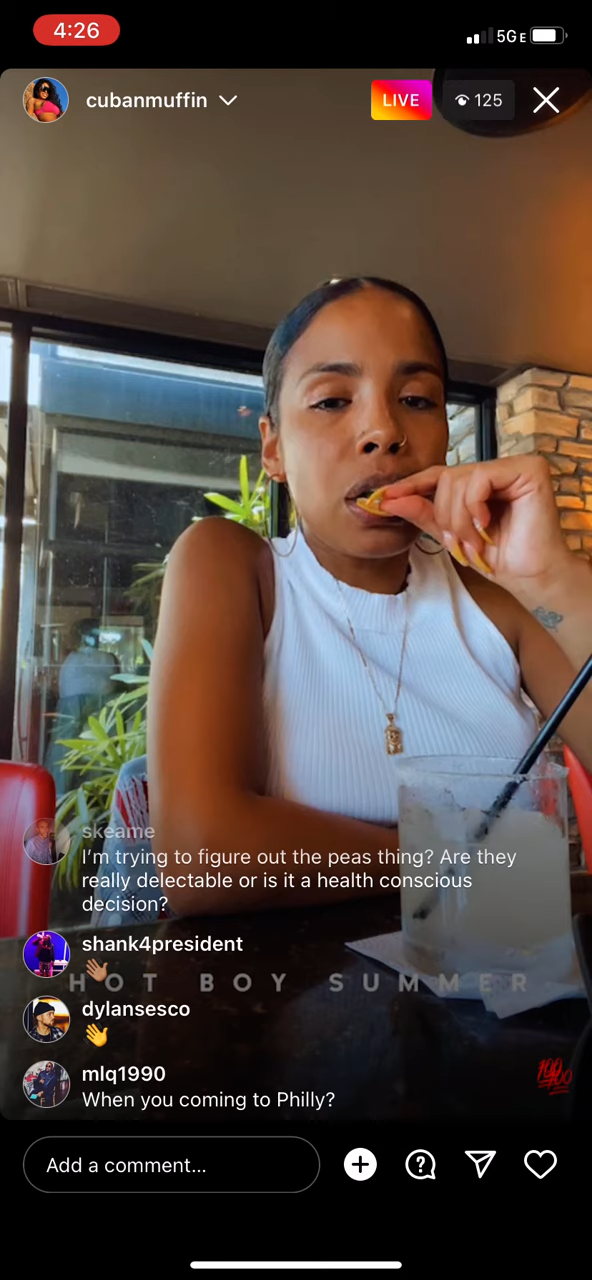 4:26
5GE
cubanmuffin
LIVE
125
skeame
I'm trying to figure out the peas thing? Are they
really delectable or is it a health conscious
decision?
shank4president
👋🏽
HOT BOY SUMMER
dylansesco
👋
mlq1990
💯💯
When you coming to Philly?
Add a comment...